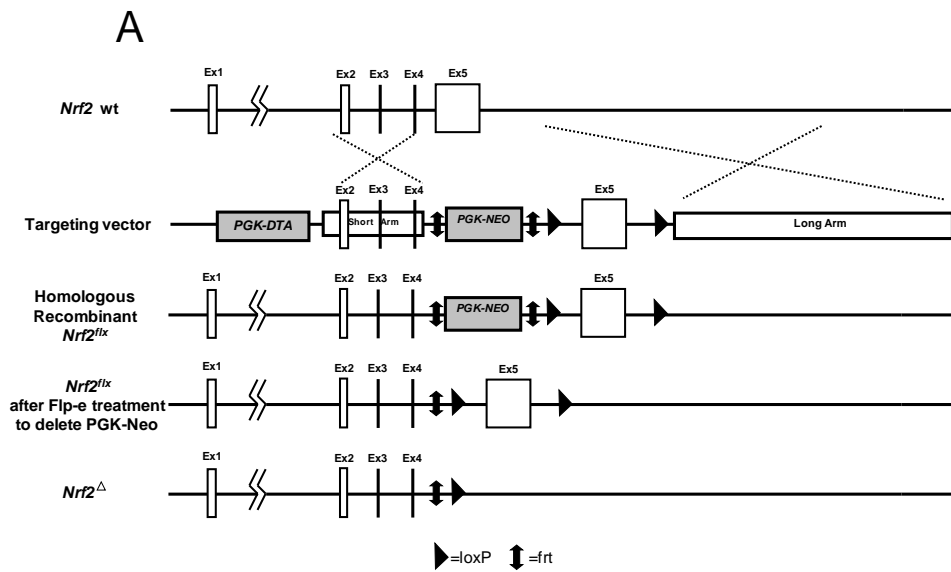 A
Ex1 Ex2 Ex3 Ex4 Ex5
Nrf2 wt
Ex2 Ex3 Ex4 Ex5
Targeting vector PGK-DTA Short Arm PGK-NEO Long Arm
Ex1 Ex2 Ex3 Ex4 Ex5
Homologous
Recombinant PGK-NEO
Nrf2flx
Ex1 Ex2 Ex3 Ex4 Ex5
Nrf2flx
after Flp-e treatment
to delete PGK-Neo
Ex1 Ex2 Ex3 Ex4
Nrf2△
=loxP =frt